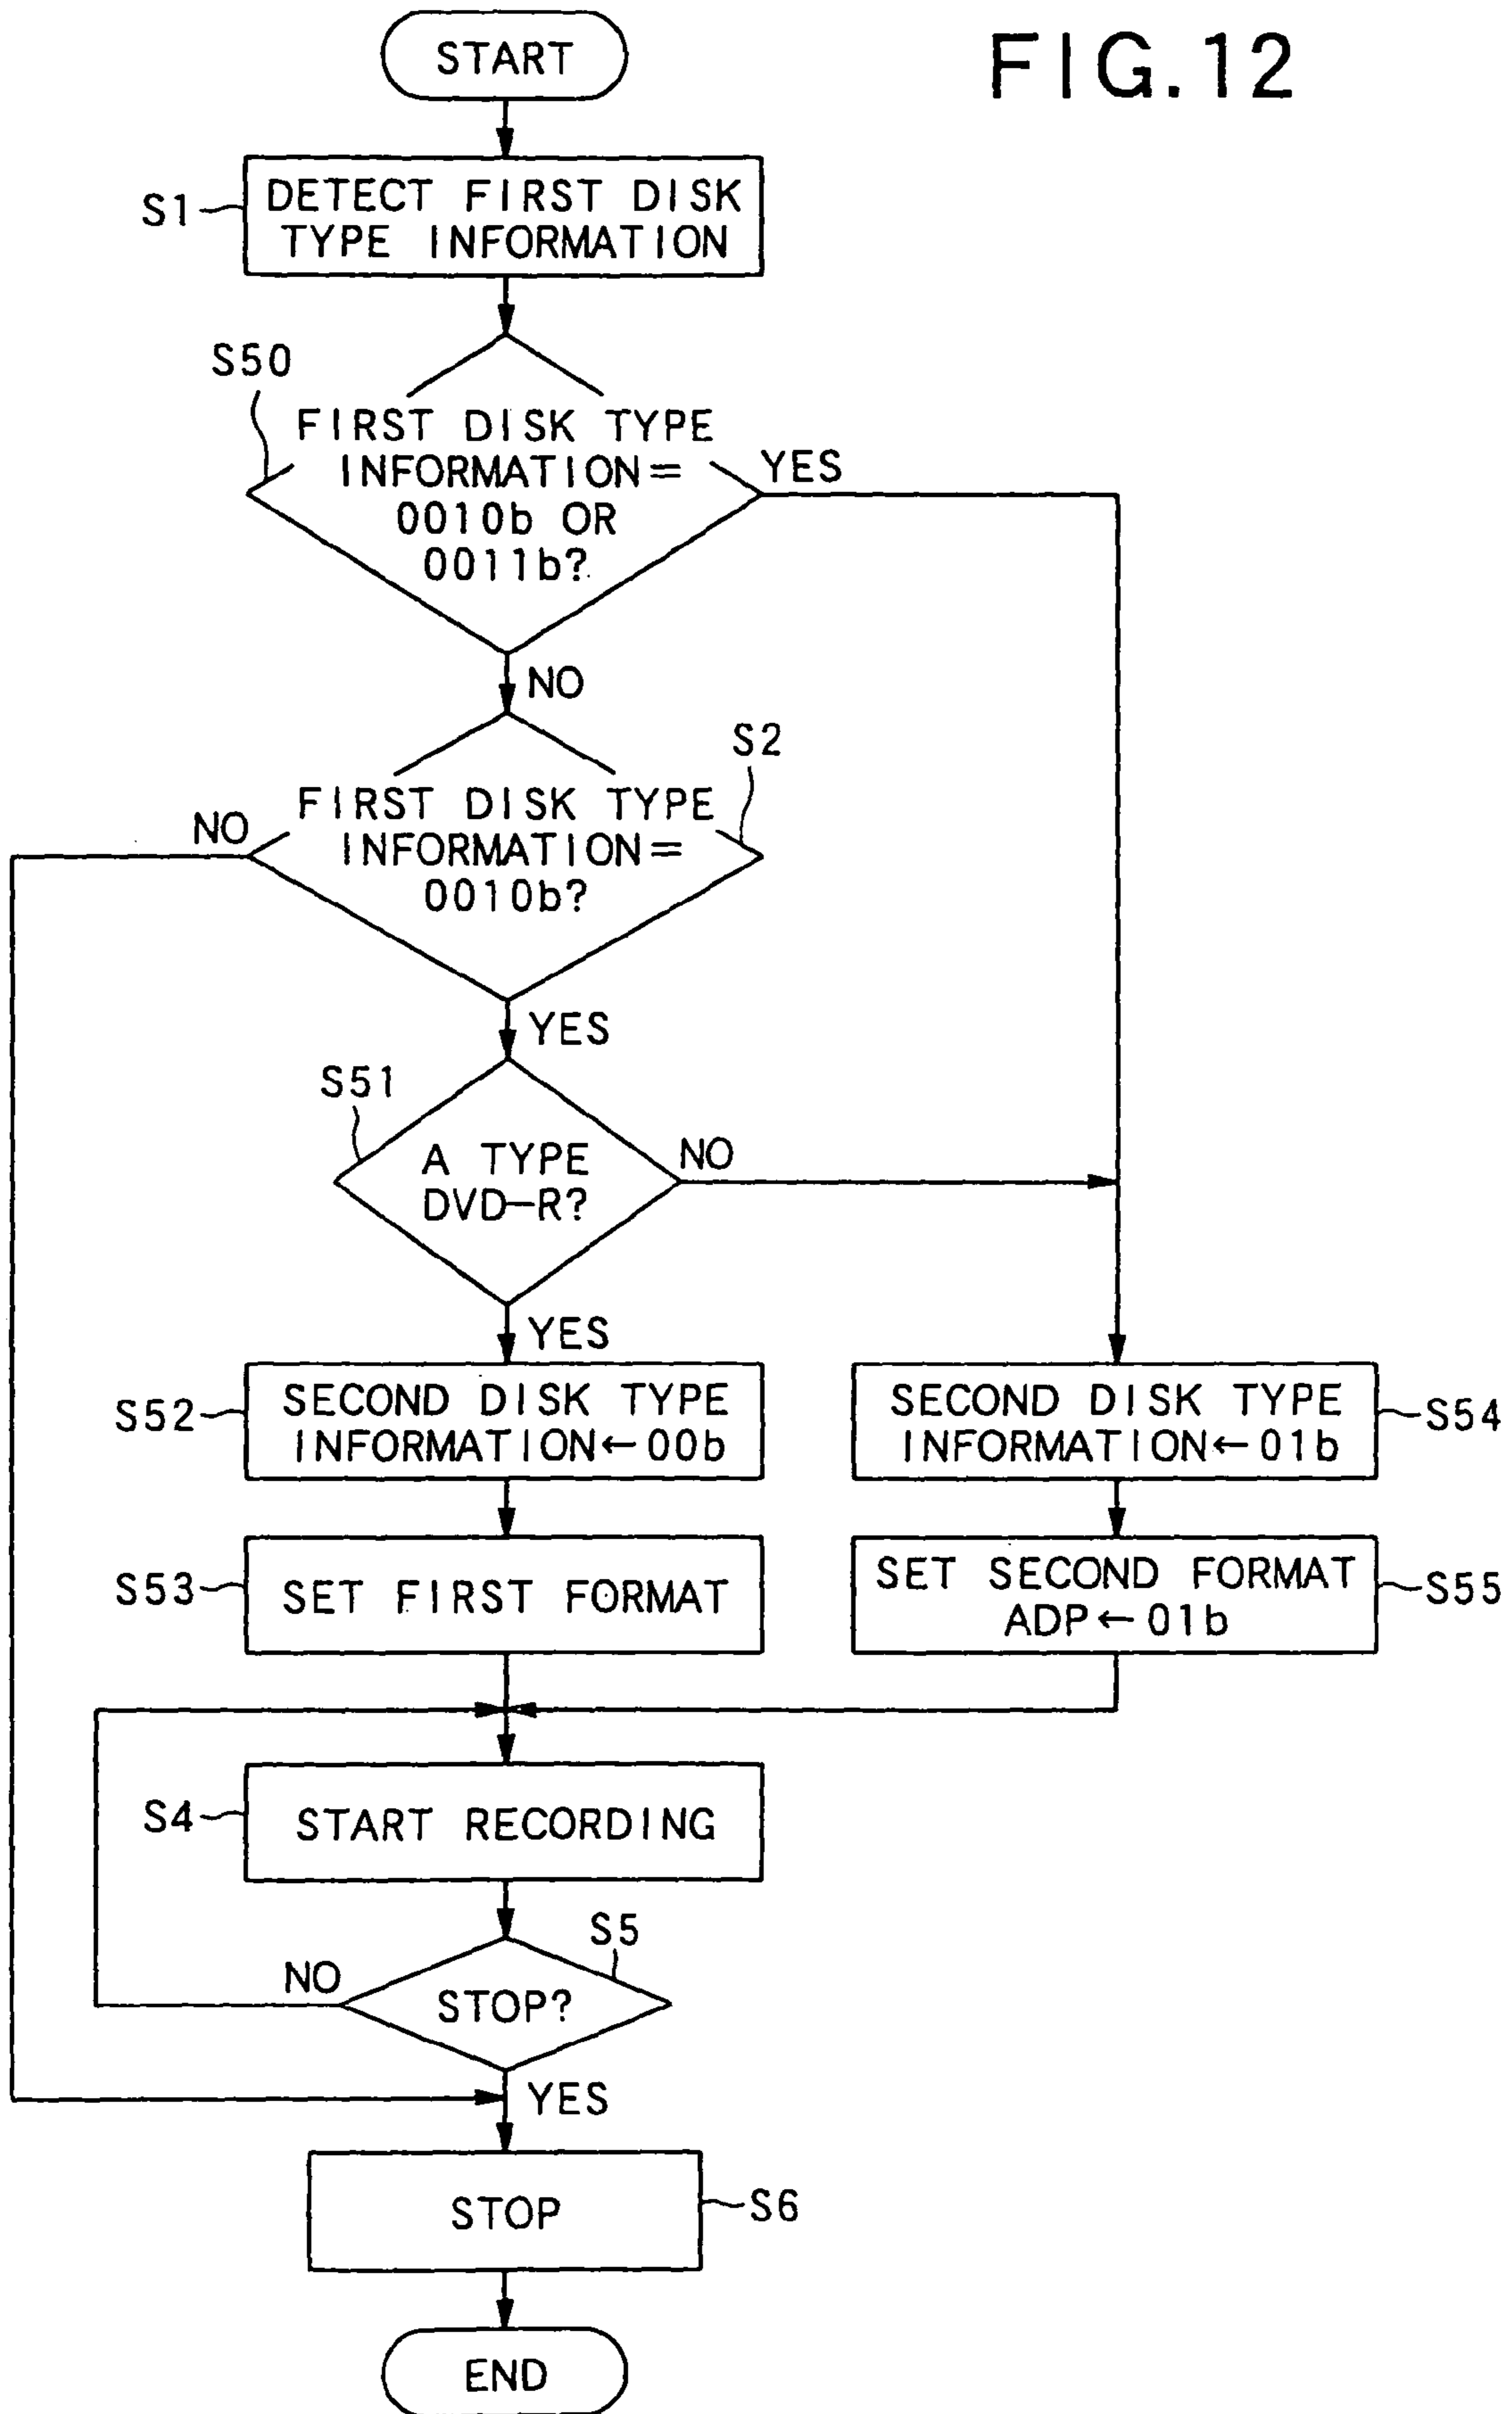 FIG.12
START
S1
DETECT FIRST DISK
TYPE INFORMATION
S50
FIRST DISK TYPE
INFORMATION=
0010b OR
0011b?
YES
NO
S2
FIRST DISK TYPE
INFORMATION=
0010b?
NO
YES
S51
A TYPE
DVD-R?
NO
YES
S52
SECOND DISK TYPE
INFORMATION←00b
SECOND DISK TYPE
INFORMATION←01b
S54
S53
SET FIRST FORMAT
SET SECOND FORMAT
ADP←01b
S55
S4
START RECORDING
S5
STOP?
NO
YES
STOP
S6
END